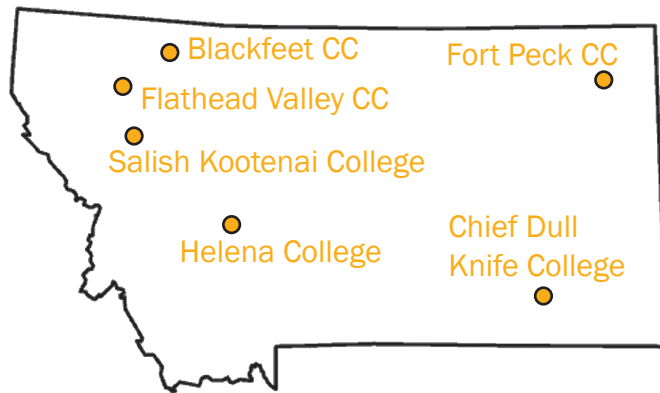 Blackfeet CC
Fort Peck CC
Flathead Valley CC
Salish Kootenai College
Helena College
Chief Dull
Knife College